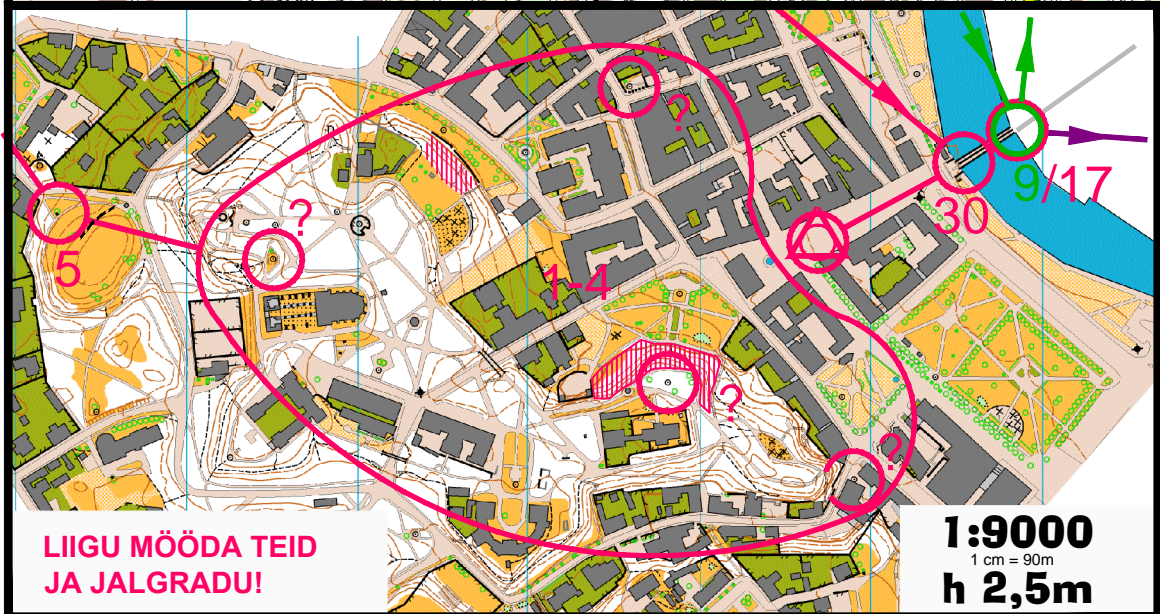 ?
9/17
30
?
5
1-4
?
?
LIIGU MÖÖDA TEID
JA JALGRADU!
1:9000
1 cm = 90m
h 2,5m